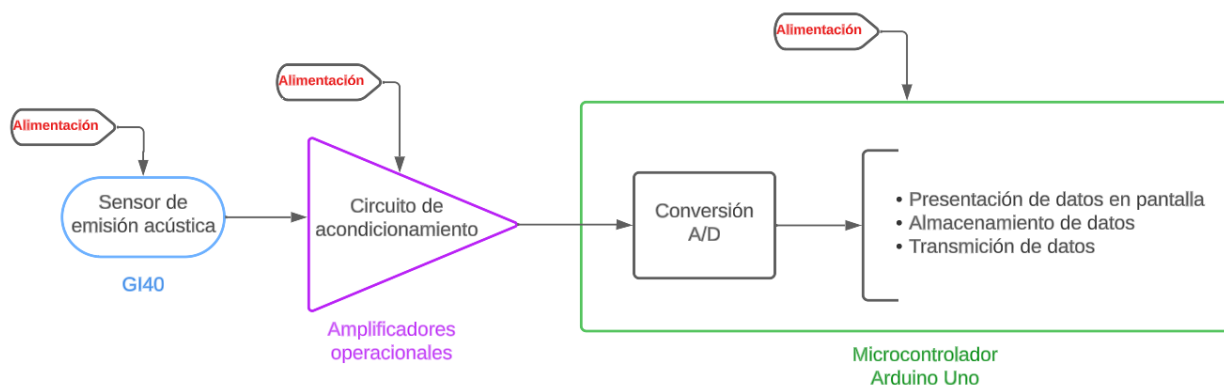 Alimentación
Alimentación
Alimentación
Sensor de
emisión acústica
GI40
Circuito de
acondicionamiento
Amplificadores
operacionales
Conversión
A/D
• Presentación de datos en pantalla
• Almacenamiento de datos
• Transmición de datos
Microcontrolador
Arduino Uno